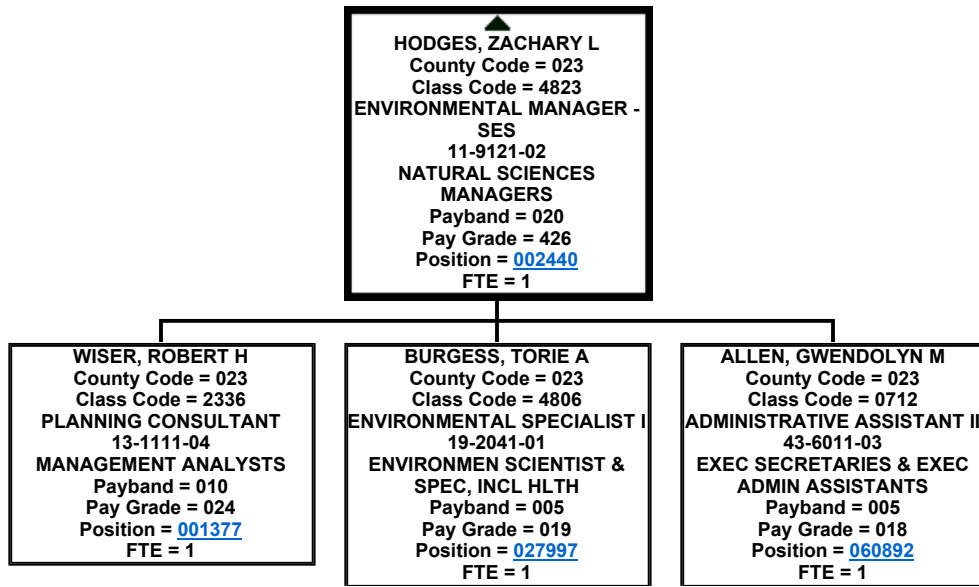 HODGES, ZACHARY L
County Code = 023
Class Code = 4823
ENVIRONMENTAL MANAGER -
SES
11-9121-02
NATURAL SCIENCES
MANAGERS
Payband = 020
Pay Grade = 426
Position = 002440
FTE = 1
WISER, ROBERT H
County Code = 023
Class Code = 2336
PLANNING CONSULTANT
13-1111-04
MANAGEMENT ANALYSTS
Payband = 010
Pay Grade = 024
Position = 001377
FTE = 1
BURGESS, TORIE A
County Code = 023
Class Code = 4806
ENVIRONMENTAL SPECIALIST I
19-2041-01
ENVIRONMEN SCIENTIST &
SPEC, INCL HLTH
Payband = 005
Pay Grade = 019
Position = 027997
FTE = 1
ALLEN, GWENDOLYN M
County Code = 023
Class Code = 0712
ADMINISTRATIVE ASSISTANT II
43-6011-03
EXEC SECRETARIES & EXEC
ADMIN ASSISTANTS
Payband = 005
Pay Grade = 018
Position = 060892
FTE = 1